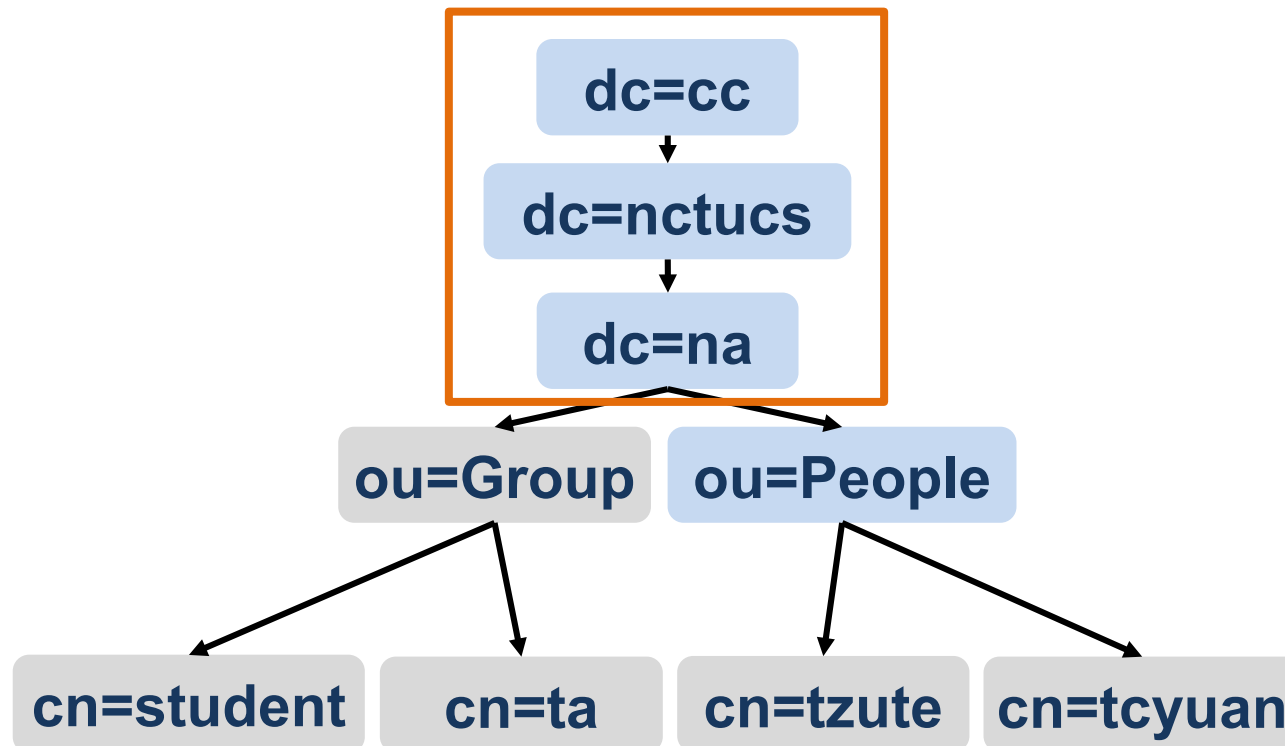 dc=cc
dc=nctucs
dc=na
ou=Group
ou=People
cn=student
cn=ta
cn=tzute
cn=tcyuan